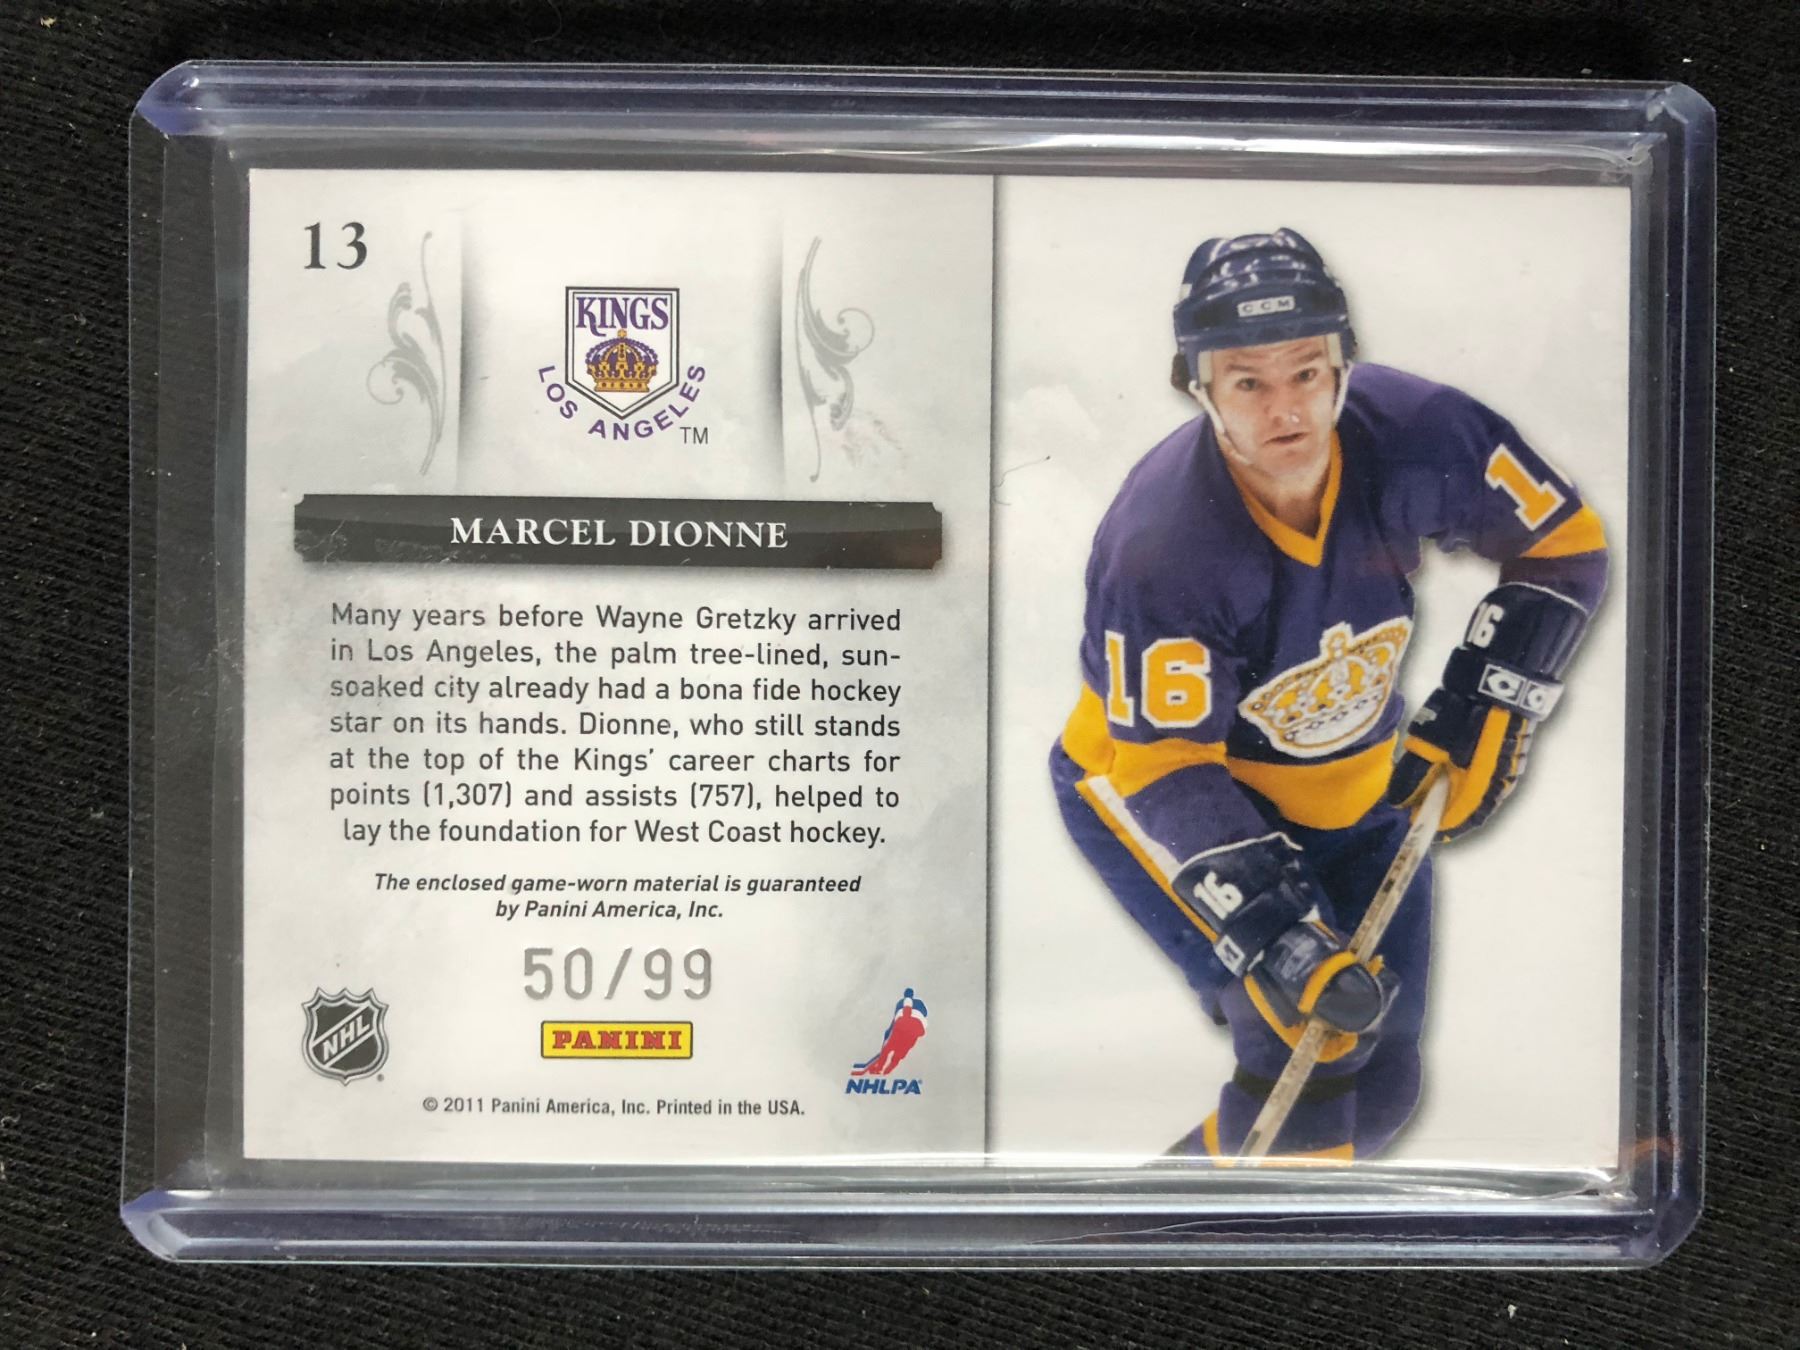 13
KINGS
LOS ANGELES
TM
MARCEL DIONNE
Many years before Wayne Gretzky arrived
in Los Angeles, the palm tree-lined, sun-
soaked city already had a bona fide hockey
star on its hands. Dionne, who still stands
at the top of the Kings' career charts for
points (1,307) and assists (757), helped to
lay the foundation for West Coast hockey.
The enclosed game-worn material is guaranteed
by Panini America, Inc.
50/99
PANINI
NHL
NHLPA
© 2011 Panini America, Inc. Printed in the USA.
CCM
1
16
16
16